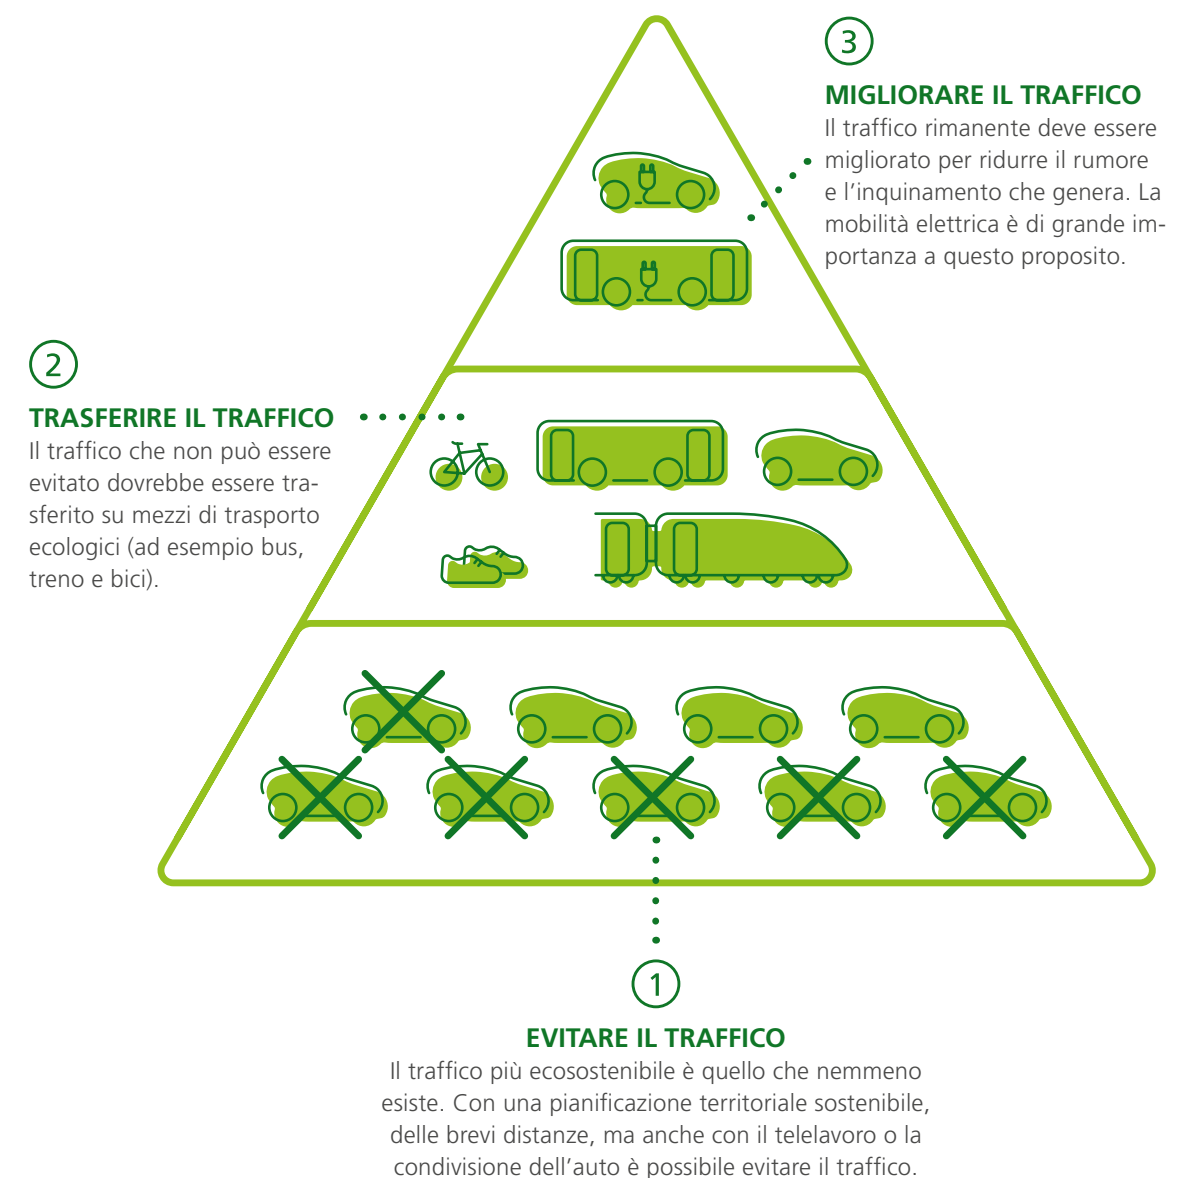 3
MIGLIORARE IL TRAFFICO
Il traffico rimanente deve essere
migliorato per ridurre il rumore
e l’inquinamento che genera. La
mobilità elettrica è di grande im-
portanza a questo proposito.
2
TRASFERIRE IL TRAFFICO
Il traffico che non può essere
evitato dovrebbe essere tra-
sferito su mezzi di trasporto
ecologici (ad esempio bus,
treno e bici).
1
EVITARE IL TRAFFICO
Il traffico più ecosostenibile è quello che nemmeno
esiste. Con una pianificazione territoriale sostenibile,
delle brevi distanze, ma anche con il telelavoro o la
condivisione dell’auto è possibile evitare il traffico.